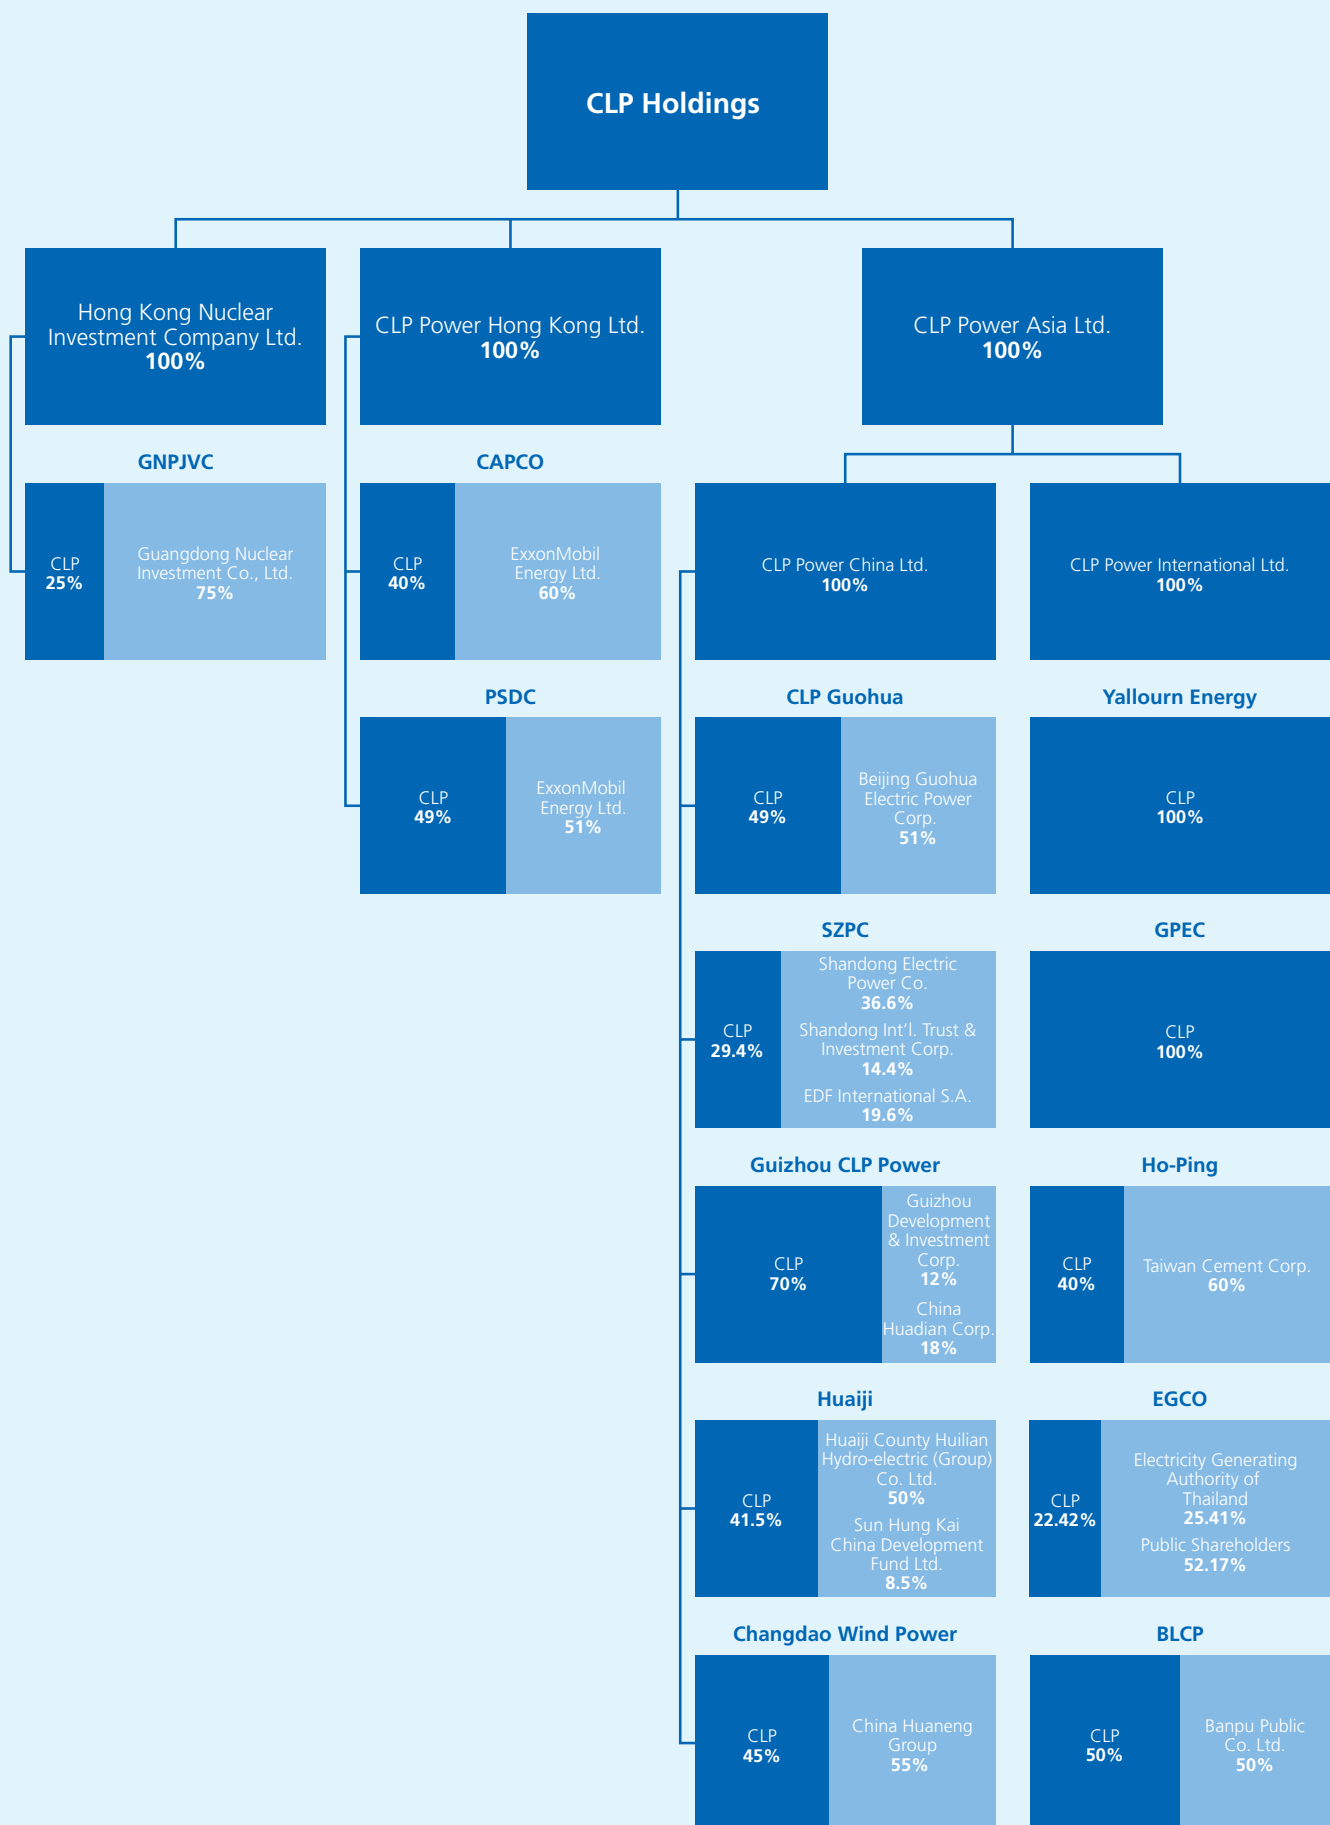 CLP Holdings
Hong Kong Nuclear
Investment Company Ltd.
100%
CLP Power Hong Kong Ltd.
100%
CLP Power Asia Ltd.
100%
GNPJVC
CLP
25%
Guangdong Nuclear
Investment Co., Ltd.
75%
CAPCO
CLP
40%
ExxonMobil
Energy Ltd.
60%
CLP Power China Ltd.
100%
CLP Power International Ltd.
100%
PSDC
CLP
49%
ExxonMobil
Energy Ltd.
51%
CLP Guohua
CLP
49%
Beijing Guohua
Electric Power
Corp.
51%
Yallourn Energy
CLP
100%
SZPC
CLP
29.4%
Shandong Electric
Power Co.
36.6%
Shandong Int'l. Trust &
Investment Corp.
14.4%
EDF International S.A.
19.6%
GPEC
CLP
100%
Guizhou CLP Power
CLP
70%
Guizhou
Development
& Investment
Corp.
12%
China
Huadian Corp.
18%
Ho-Ping
CLP
40%
Taiwan Cement Corp.
60%
Huaiji
CLP
41.5%
Huaiji County Huilian
Hydro-electric (Group)
Co. Ltd.
50%
Sun Hung Kai
China Development
Fund Ltd.
8.5%
EGCO
CLP
22.42%
Electricity Generating
Authority of
Thailand
25.41%
Public Shareholders
52.17%
Changdao Wind Power
CLP
45%
China Huaneng
Group
55%
BLCP
CLP
50%
Banpu Public
Co. Ltd.
50%